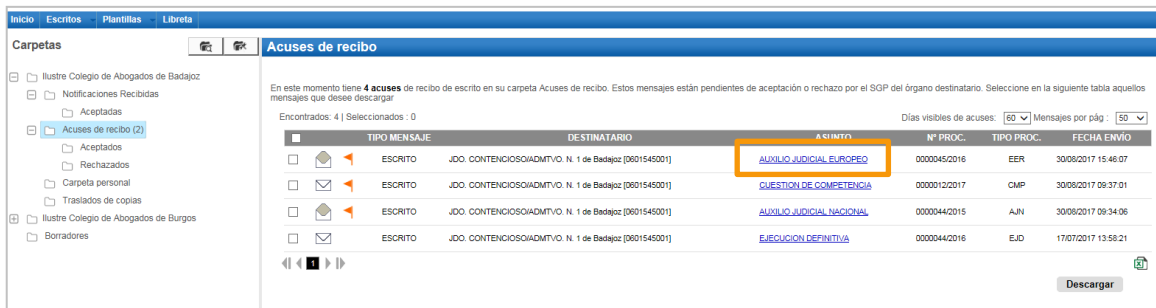 Inicio Escritos Plantillas Libreta
Carpetas
Ilustre Colegio de Abogados de Badajoz
Notificaciones Recibidas
Aceptadas
Acuses de recibo (2)
Aceptados
Rechazados
Carpeta personal
Traslados de copias
Ilustre Colegio de Abogados de Burgos
Borradores
Acuses de recibo
En este momento tiene 4 acuses de recibo de escrito en su carpeta Acuses de recibo. Estos mensajes están pendientes de aceptación o rechazo por el SGP del órgano destinatario. Seleccione en la siguiente tabla aquellos
mensajes que desee descargar
Encontrados: 4 | Seleccionados : 0 Días visibles de acuses: 60 Mensajes por pág : 50
TIPO MENSAJE DESTINATARIO ASUNTO Nº PROC. TIPO PROC. FECHA ENVÍO
ESCRITO JDO. CONTENCIOSO/ADMTVO. N. 1 de Badajoz [0601545001] AUXILIO JUDICIAL EUROPEO 0000045/2016 EER 30/08/2017 15:46:07
ESCRITO JDO. CONTENCIOSO/ADMTVO. N. 1 de Badajoz [0601545001] CUESTION DE COMPETENCIA 0000012/2017 CMP 30/08/2017 09:37:01
ESCRITO JDO. CONTENCIOSO/ADMTVO. N. 1 de Badajoz [0601545001] AUXILIO JUDICIAL NACIONAL 0000044/2015 AJN 30/08/2017 09:34:06
ESCRITO JDO. CONTENCIOSO/ADMTVO. N. 1 de Badajoz [0601545001] EJECUCION DEFINITIVA 0000044/2016 EJD 17/07/2017 13:58:21
1
Descargar